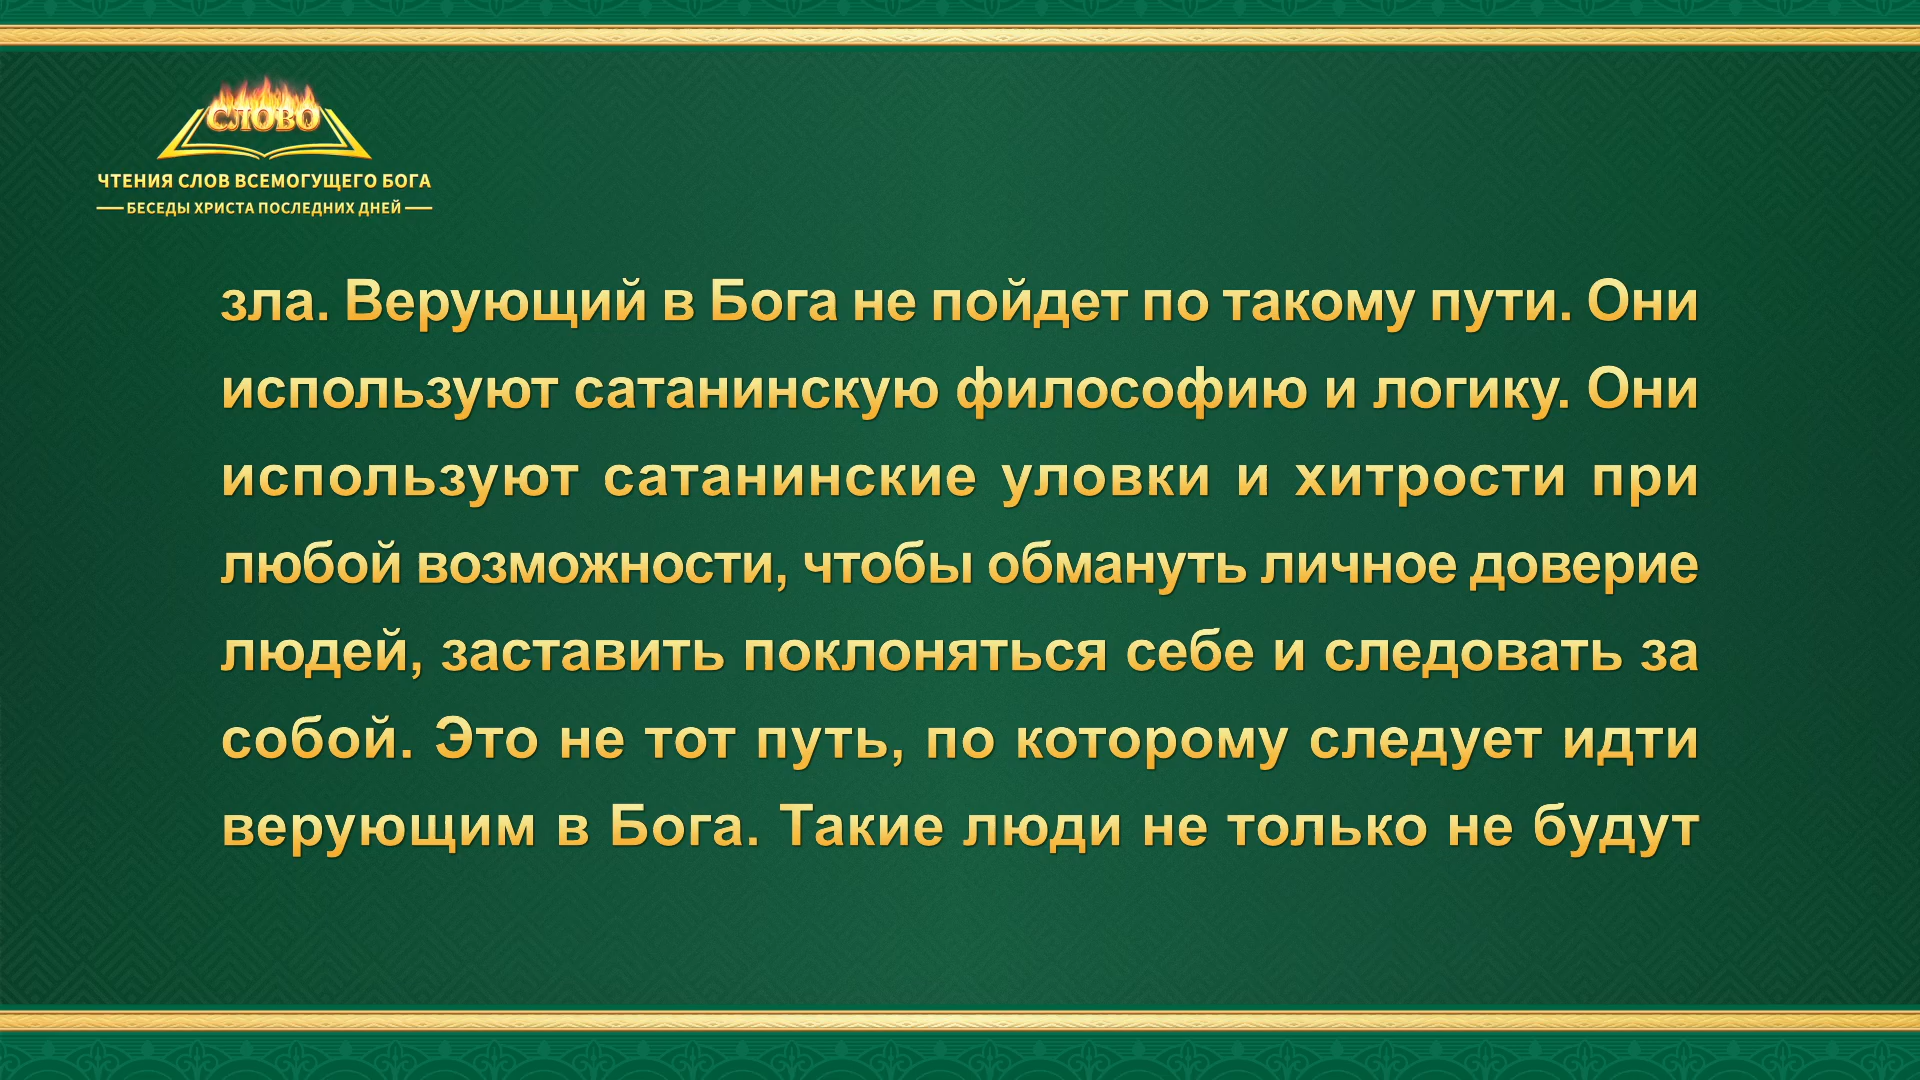 СЛОВО
ЧТЕНИЯ СЛОВ ВСЕМОГУЩЕГО БОГА
БЕСЕДЫ ХРИСТА ПОСЛЕДНИХ ДНЕЙ
зла. Верующий в Бога не пойдет по такому пути. Они
используют сатанинскую философию и логику. Они
используют сатанинские уловки и хитрости при
любой возможности, чтобы обмануть личное доверие
людей, заставить поклоняться себе и следовать за
собой. Это не тот путь, по которому следует идти
верующим в Бога. Такие люди не только не будут